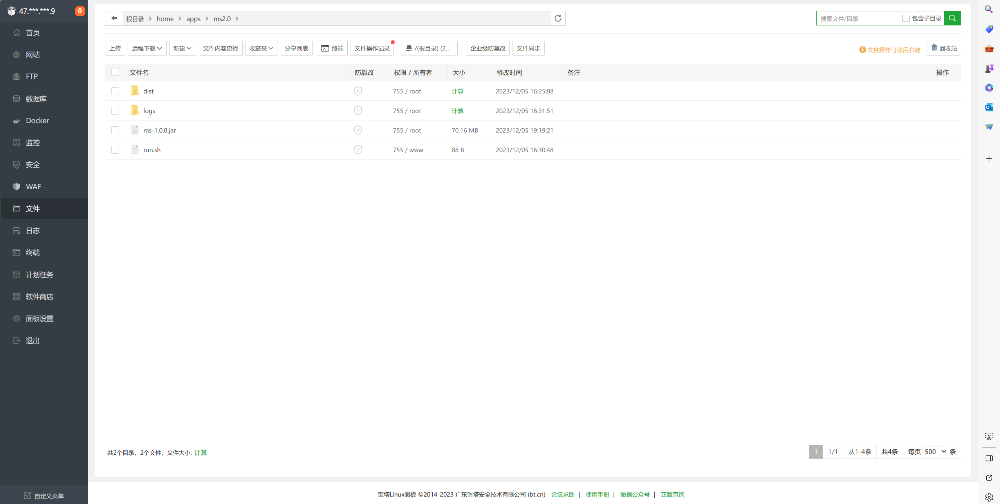 47.***.***.9 0
首页
网站
FTP
数据库
Docker
监控
安全
WAF
文件
日志
终端
计划任务
软件商店
面板设置
退出
自定义菜单
根目录 home apps ms2.0
搜索文件/目录 包含子目录
上传 远程下载 新建 文件内容查找 收藏夹 分享列表 终端 文件操作记录 /(根目录) (2... 企业级防篡改 文件同步 文件操作可使用右键 回收站
文件名 防篡改 权限 / 所有者 大小 修改时间 备注 操作
dist 755 / root 计算 2023/12/05 16:25:08
logs 755 / root 计算 2023/12/05 16:31:51
ms-1.0.0.jar 755 / root 70.16 MB 2023/12/05 19:19:21
run.sh 755 / www 88 B 2023/12/05 16:30:48
共2个目录，2个文件，文件大小: 计算
1 1/1 从1-4条 共4条 每页 500 条
宝塔Linux面板 ©2014-2023 广东堡塔安全技术有限公司 (bt.cn) 论坛求助 | 使用手册 | 微信公众号 | 正版查询